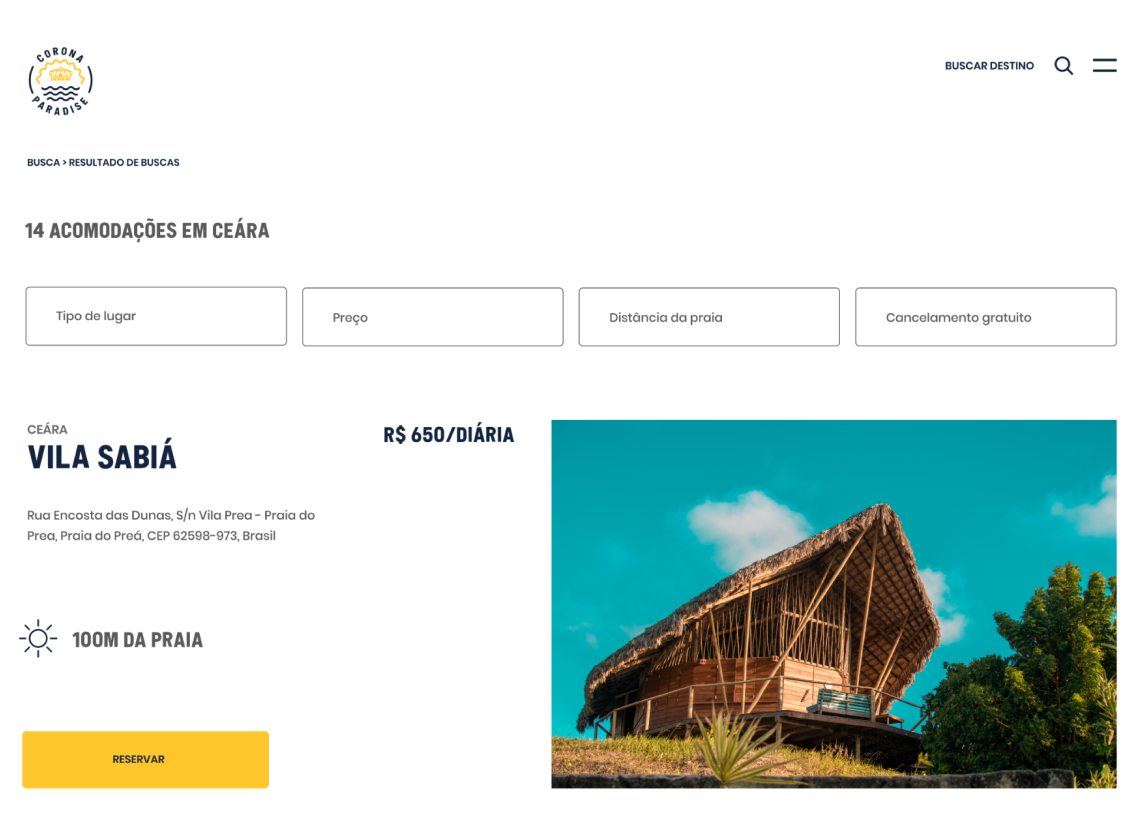 CORONA
PARADISE
BUSCAR DESTINO
BUSCA > RESULTADO DE BUSCAS
14 ACOMODAÇÕES EM CEÁRA
Tipo de lugar
Preço
Distância da praia
Cancelamento gratuito
CEÁRA
VILA SABIÁ
R$ 650/DIÁRIA
Rua Encosta das Dunas, S/n Vila Prea - Praia do
Prea, Praia do Preá, CEP 62598-973, Brasil
100M DA PRAIA
RESERVAR